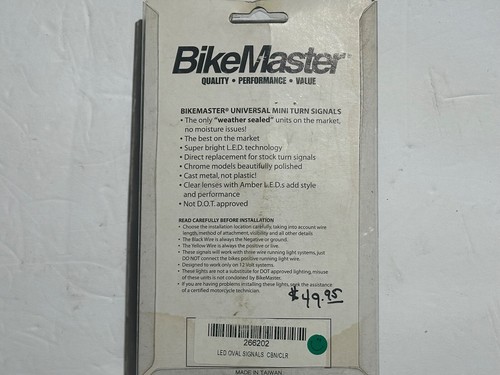 BikeMaster
QUALITY • PERFORMANCE • VALUE
BIKEMASTER® UNIVERSAL MINI TURN SIGNALS
• The only "weather sealed" units on the market,
no moisture issues!
• The best on the market
• Super bright L.E.D. technology
• Direct replacement for stock turn signals
• Chrome models beautifully polished
• Cast metal, not plastic!
• Clear lenses with Amber L.E.D.s add style
and performance
• Not D.O.T. approved
READ CAREFULLY BEFORE INSTALLATION
• Choose the installation location carefully, taking into account wire
length, method of attachment, visibility and all other details
• The Black Wire is always the Negative or ground.
• The Yellow Wire is always the positive or live.
• These signals will work with three wire running light systems, just
DO NOT connect the bikes positive running light wire.
• Designed to work only on 12 Volt systems.
• These lights are not a substitute for DOT approved lighting, misuse
of these units is not condoned by BikeMaster.
• If you are having problems installing these lights, seek the assistance
of a certified motorcycle technician.
$49.95
266202
LED OVAL SIGNALS CBN/CLR
MADE IN TAIWAN